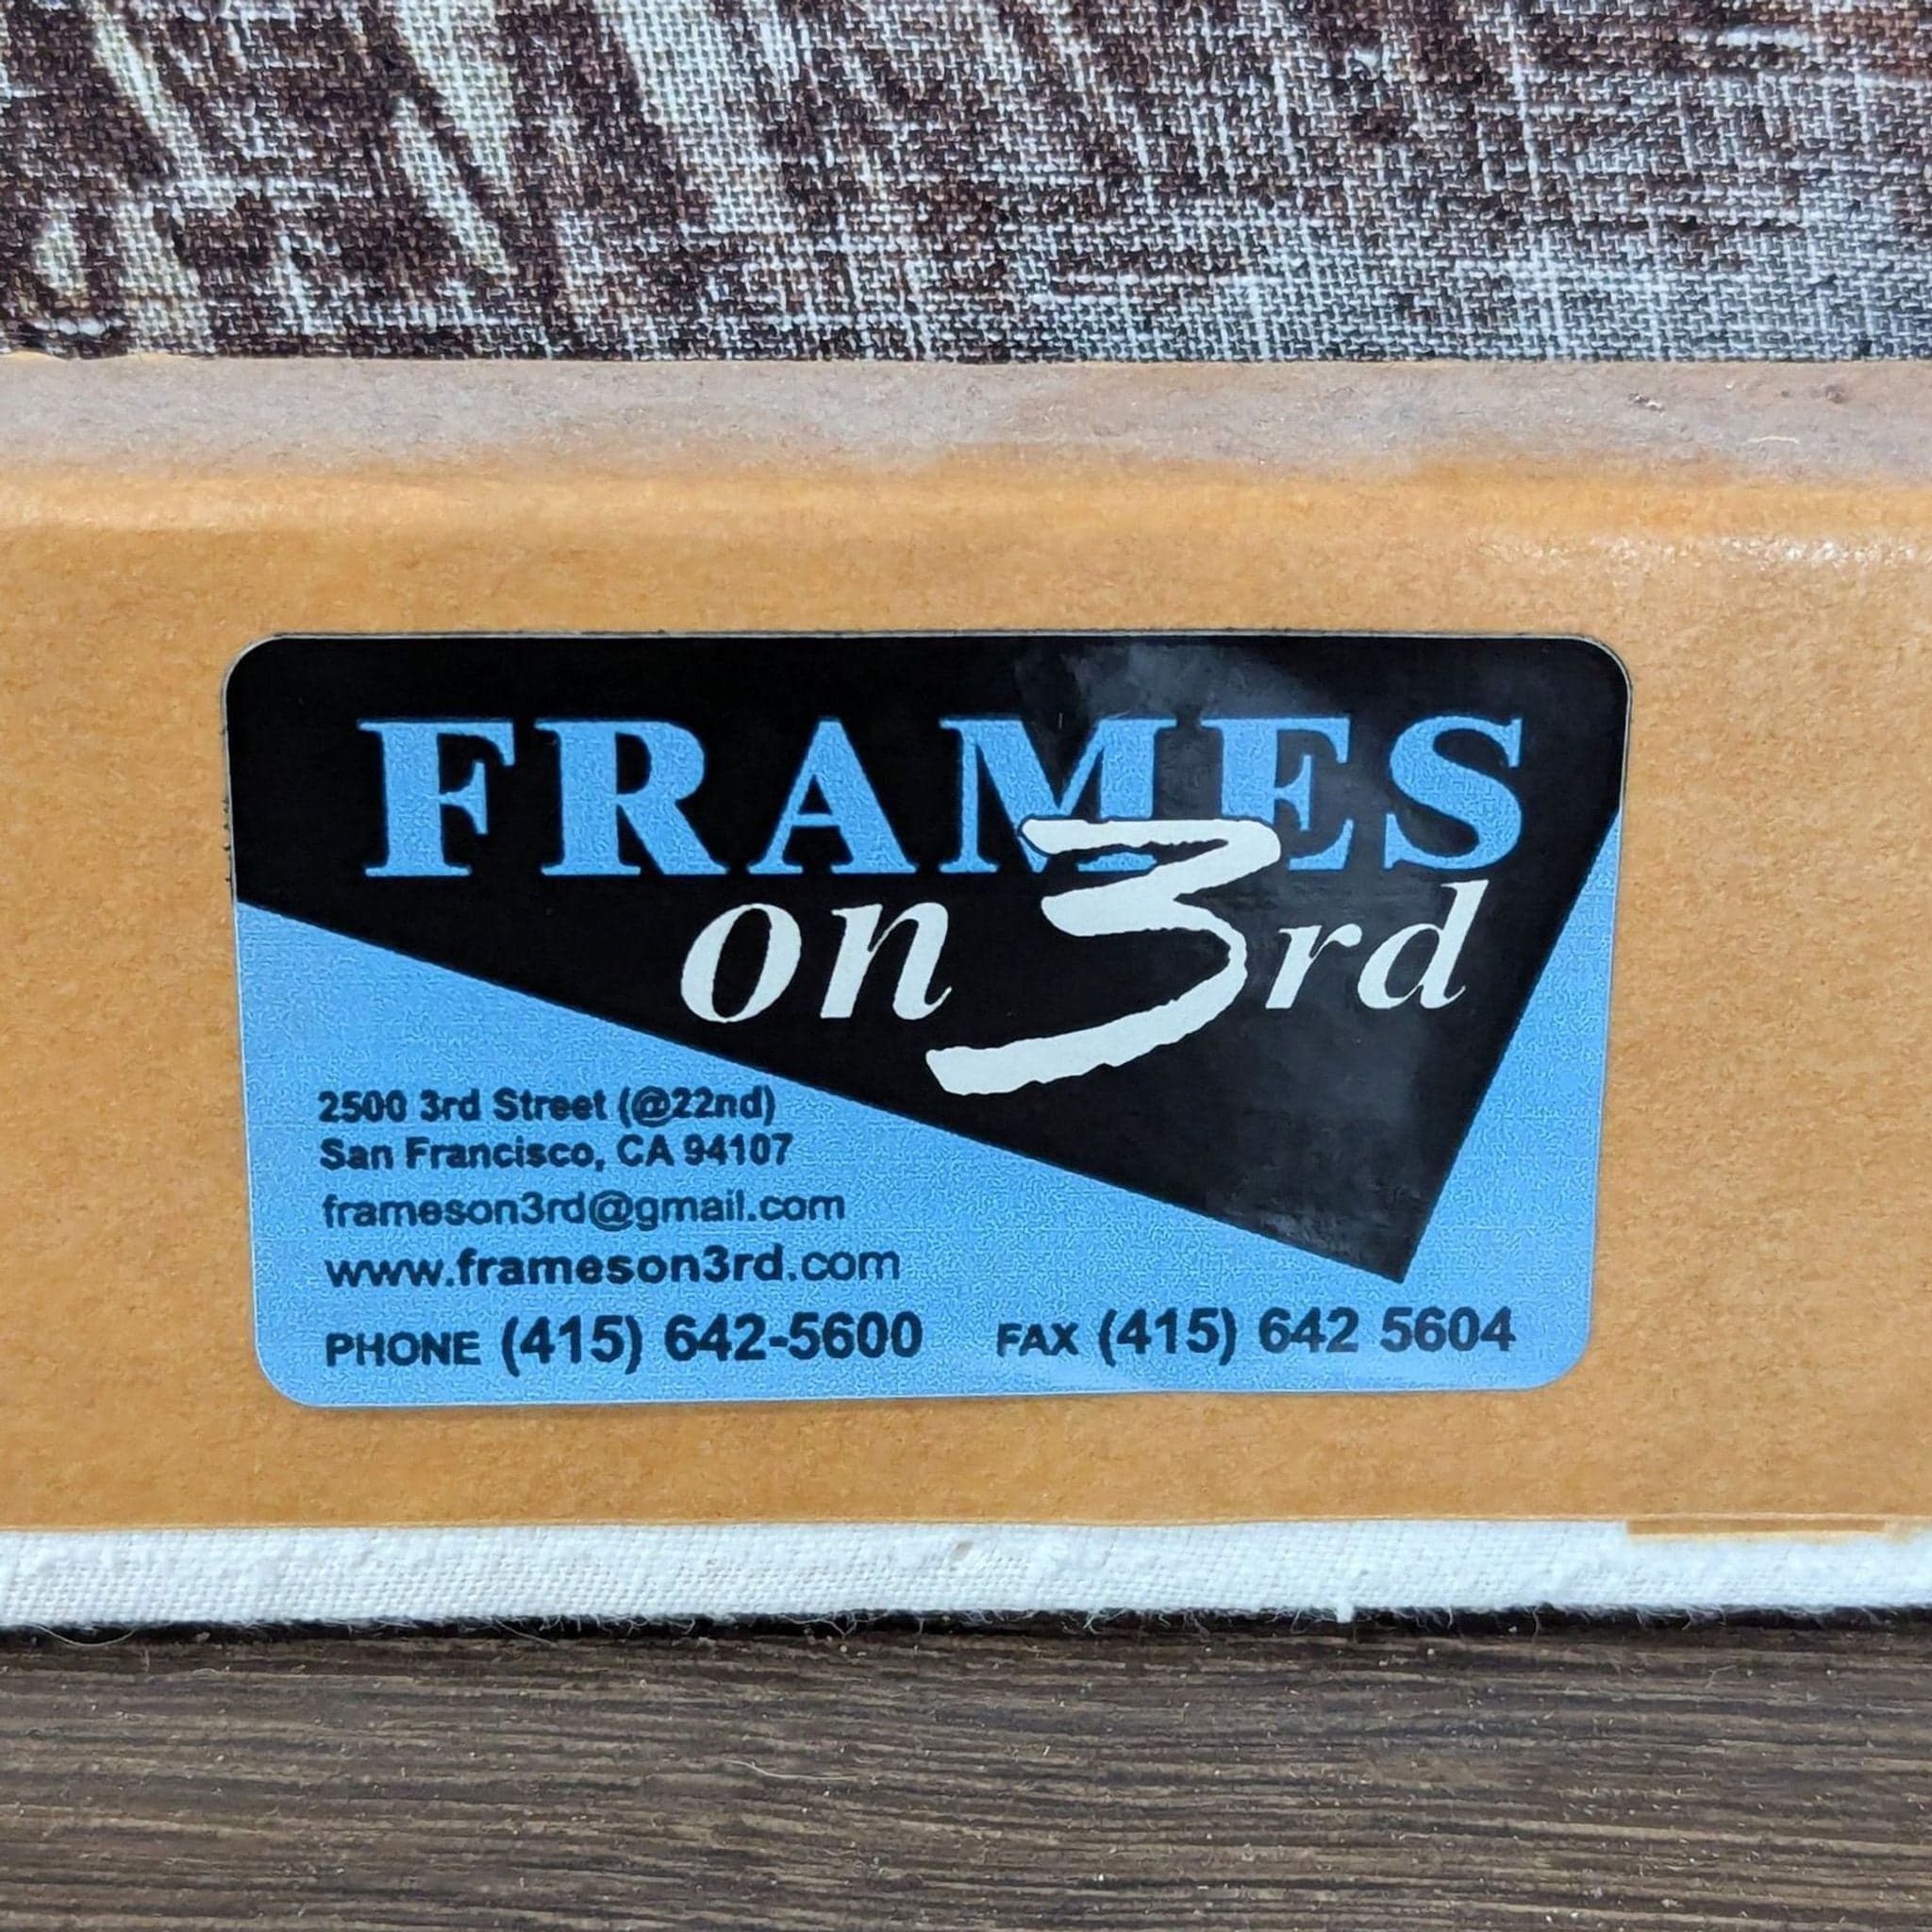 FRAMES
on 3rd
2500 3rd Street (@22nd)
San Francisco, CA 94107
frameson3rd@gmail.com
www.frameson3rd.com
PHONE (415) 642-5600 FAX (415) 642 5604